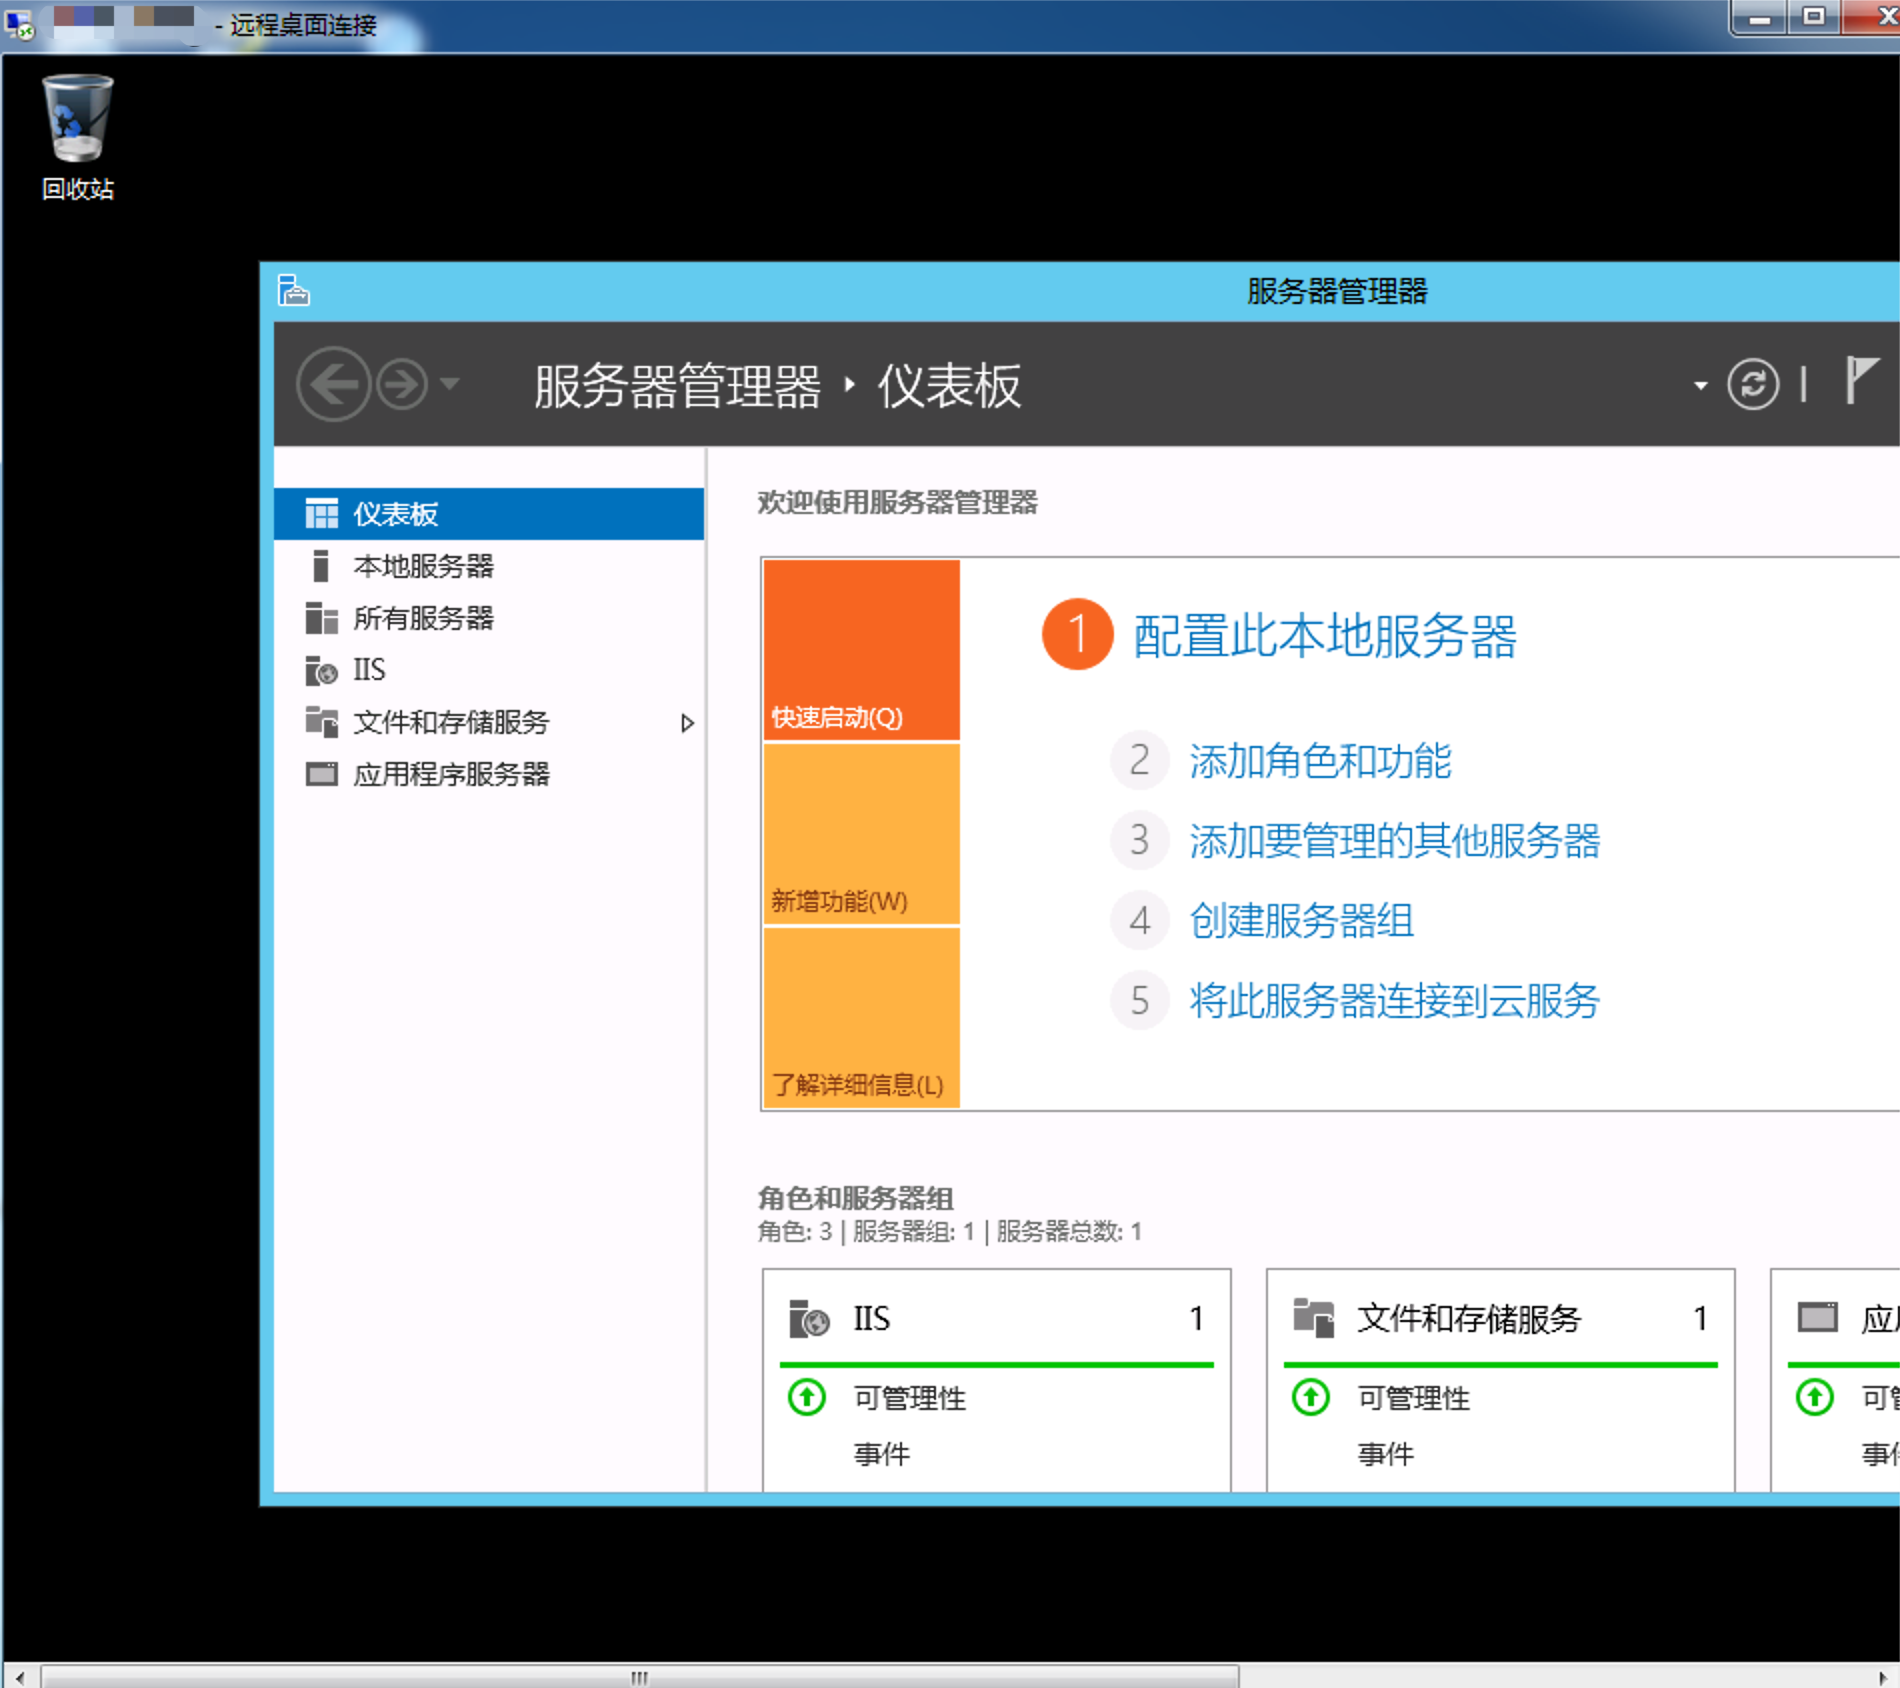 - 远程桌面连接
回收站
服务器管理器
服务器管理器 ‣ 仪表板
仪表板
本地服务器
所有服务器
IIS
文件和存储服务
应用程序服务器
欢迎使用服务器管理器
快速启动(Q)
新增功能(W)
了解详细信息(L)
1 配置此本地服务器
2 添加角色和功能
3 添加要管理的其他服务器
4 创建服务器组
5 将此服务器连接到云服务
角色和服务器组
角色: 3 | 服务器组: 1 | 服务器总数: 1
IIS 1
可管理性
事件
文件和存储服务 1
可管理性
事件
应
可
事